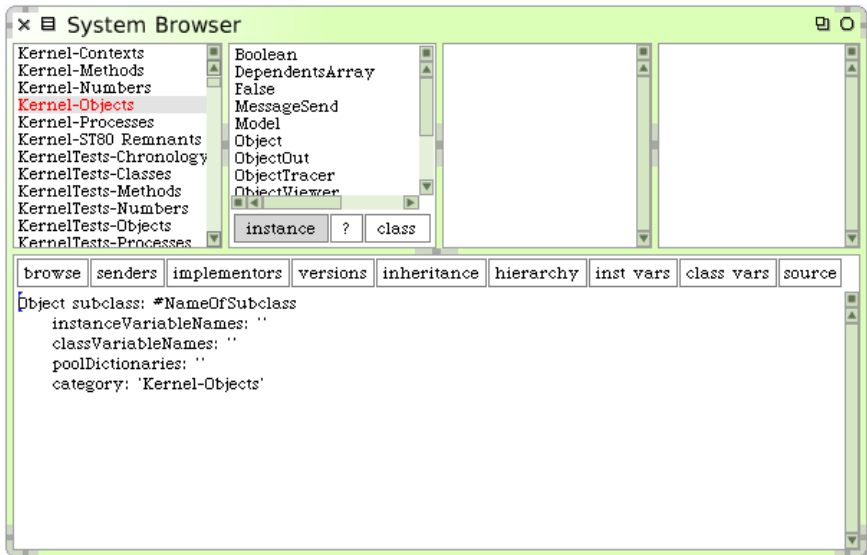 System Browser
Kernel-Contexts
Kernel-Methods
Kernel-Numbers
Kernel-Objects
Kernel-Processes
Kernel-ST80 Remnants
KernelTests-Chronology
KernelTests-Classes
KernelTests-Methods
KernelTests-Numbers
KernelTests-Objects
KernelTests-Processes
Boolean
DependentsArray
False
MessageSend
Model
Object
ObjectOut
ObjectTracer
ObjectViewer
instance ? class
browse senders implementors versions inheritance hierarchy inst vars class vars source
Object subclass: #NameOfSubclass
instanceVariableNames: ''
classVariableNames: ''
poolDictionaries: ''
category: 'Kernel-Objects'